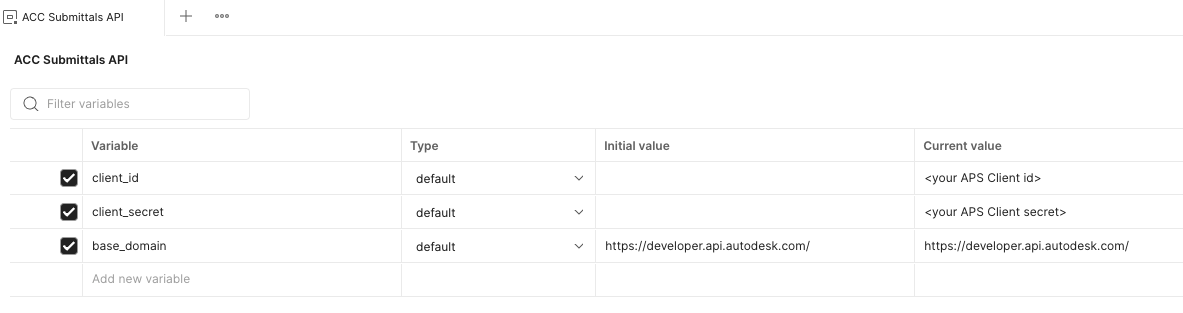 ACC Submittals API
ACC Submittals API
Filter variables
Variable Type Initial value Current value
client_id default <your APS Client id>
client_secret default <your APS Client secret>
base_domain default https://developer.api.autodesk.com/ https://developer.api.autodesk.com/
Add new variable